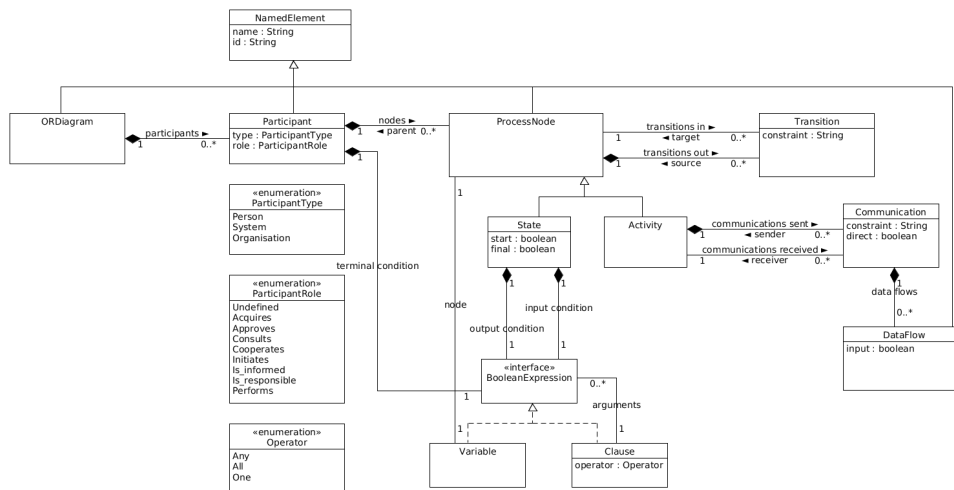 NamedElement
name : String
id : String
ORDiagram
participants ►
1
0..*
Participant
type : ParticipantType
role : ParticipantRole
nodes ►
1
◄ parent
0..*
1
ProcessNode
transitions in ►
1
◄ target
0..*
transitions out ►
1
◄ source
0..*
Transition
constraint : String
«enumeration»
ParticipantType
Person
System
Organisation
1
State
start : boolean
final : boolean
Activity
communications sent ►
1
◄ sender
0..*
communications received ►
1
◄ receiver
0..*
Communication
constraint : String
direct : boolean
terminal condition
1
1
1
data flows
0..*
«enumeration»
ParticipantRole
Undefined
Acquires
Approves
Consults
Cooperates
Initiates
Is_informed
Is_responsible
Performs
node
input condition
output condition
1
1
DataFlow
input : boolean
«interface»
BooleanExpression
1
0..*
arguments
1
1
«enumeration»
Operator
Any
All
One
Variable
Clause
operator : Operator